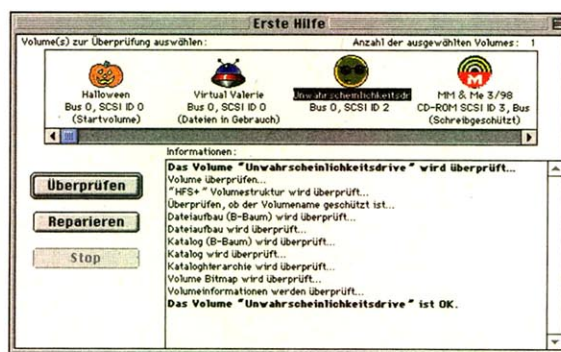 Erste Hilfe
Volume(s) zur Überprüfung auswählen:
Anzahl der ausgewählten Volumes: 1
Halloween
Bus 0, SCSI ID 0
(Startvolume)
Virtual Valerie
Bus 0, SCSI ID 0
(Dateien in Gebrauch)
Unwahrscheinlichkeitsdr
Bus 0, SCSI ID 2
MM & Me 3/98
CD-ROM SCSI ID 3, Bus
(Schreibgeschützt)
Überprüfen
Reparieren
Stop
Informationen:
Das Volume "Unwahrscheinlichkeitsdrive" wird überprüft...
Volume überprüfen...
"HFS+" Volumestruktur wird überprüft...
Überprüfen, ob der Volumename geschützt ist...
Dateiaufbau (B-Baum) wird überprüft...
Dateiaufbau wird überprüft...
Katalog (B-Baum) wird überprüft...
Katalog wird überprüft...
Kataloghierarchie wird überprüft...
Volume Bitmap wird überprüft...
Volumeinformationen werden überprüft...
Das Volume "Unwahrscheinlichkeitsdrive" ist OK.